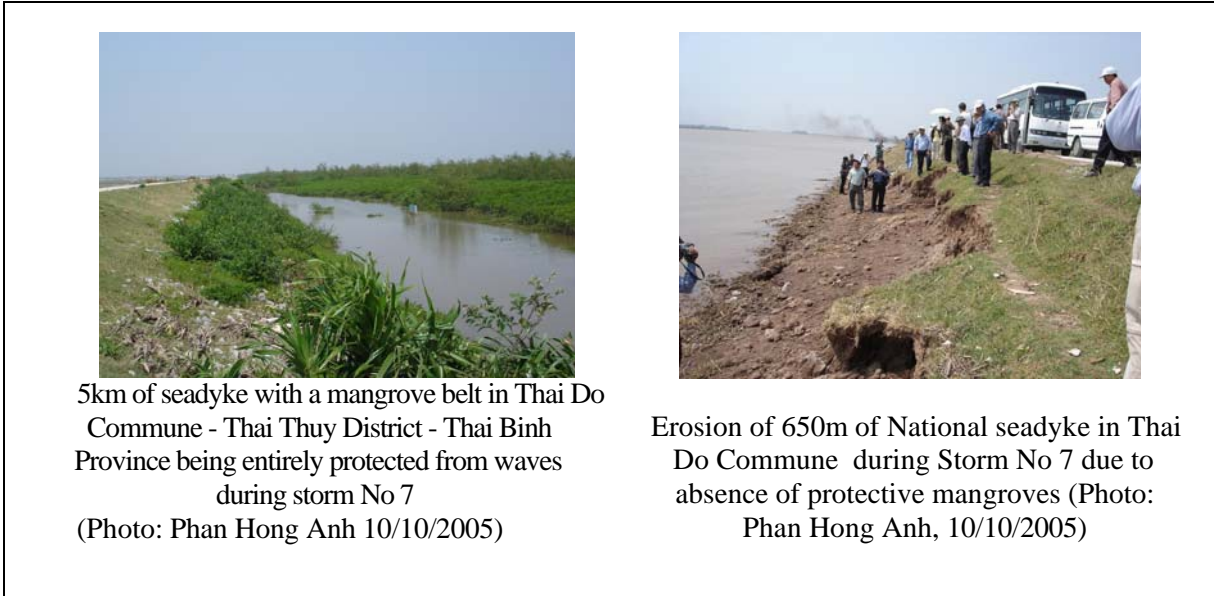 5km of seadyke with a mangrove belt in Thai Do
Commune - Thai Thuy District - Thai Binh
Province being entirely protected from waves
during storm No 7
(Photo: Phan Hong Anh 10/10/2005)
Erosion of 650m of National seadyke in Thai
Do Commune during Storm No 7 due to
absence of protective mangroves (Photo:
Phan Hong Anh, 10/10/2005)